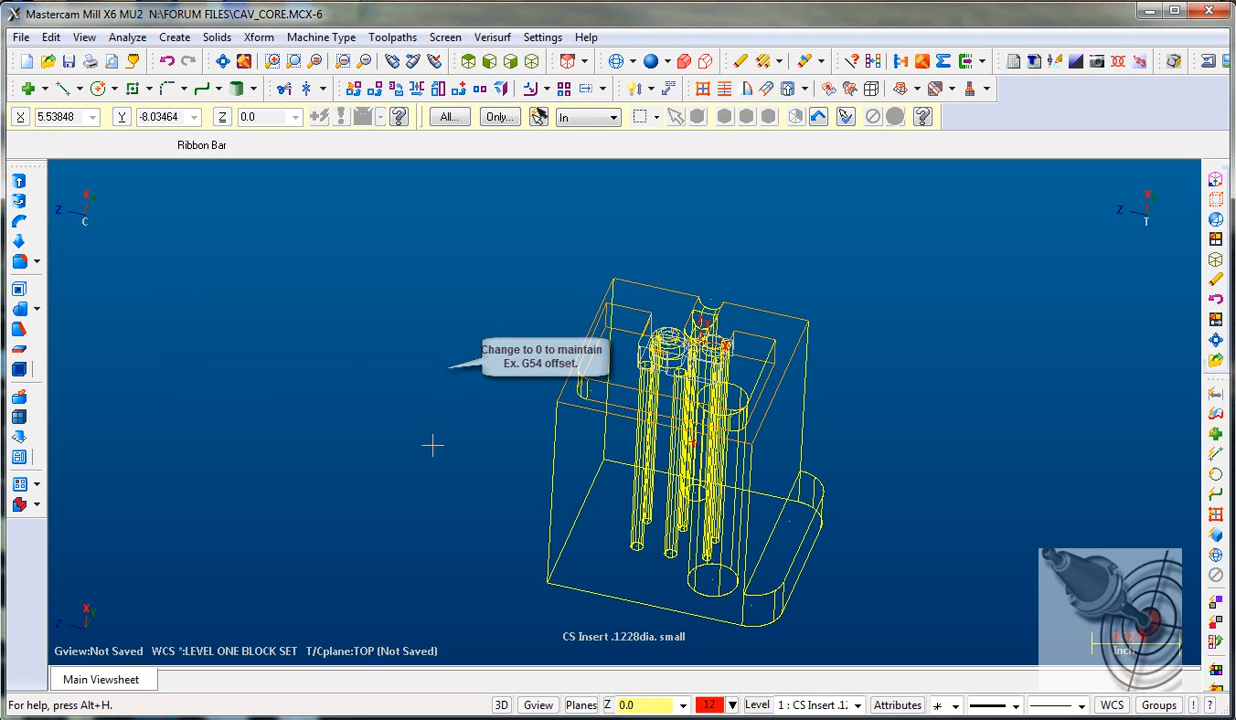 Mastercam Mill X6 MU2 N:\FORUM FILES\CAV_CORE.MCX-6
File Edit View Analyze Create Solids Xform Machine Type Toolpaths Screen Verisurf Settings Help
X 5.53848 Y -8.03464 Z 0.0 All... Only... In
Ribbon Bar
X
Y
Z
C
X
Y
Z
T
Change to 0 to maintain
Ex. G54 offset.
X
Y
Z
CS Insert .1228dia. small
Gview:Not Saved WCS *:LEVEL ONE BLOCK SET T/Cplane:TOP (Not Saved)
Inch
Main Viewsheet
For help, press Alt+H.
3D Gview Planes Z 0.0 12 Level 1 : CS Insert .12 Attributes WCS Groups ! ?